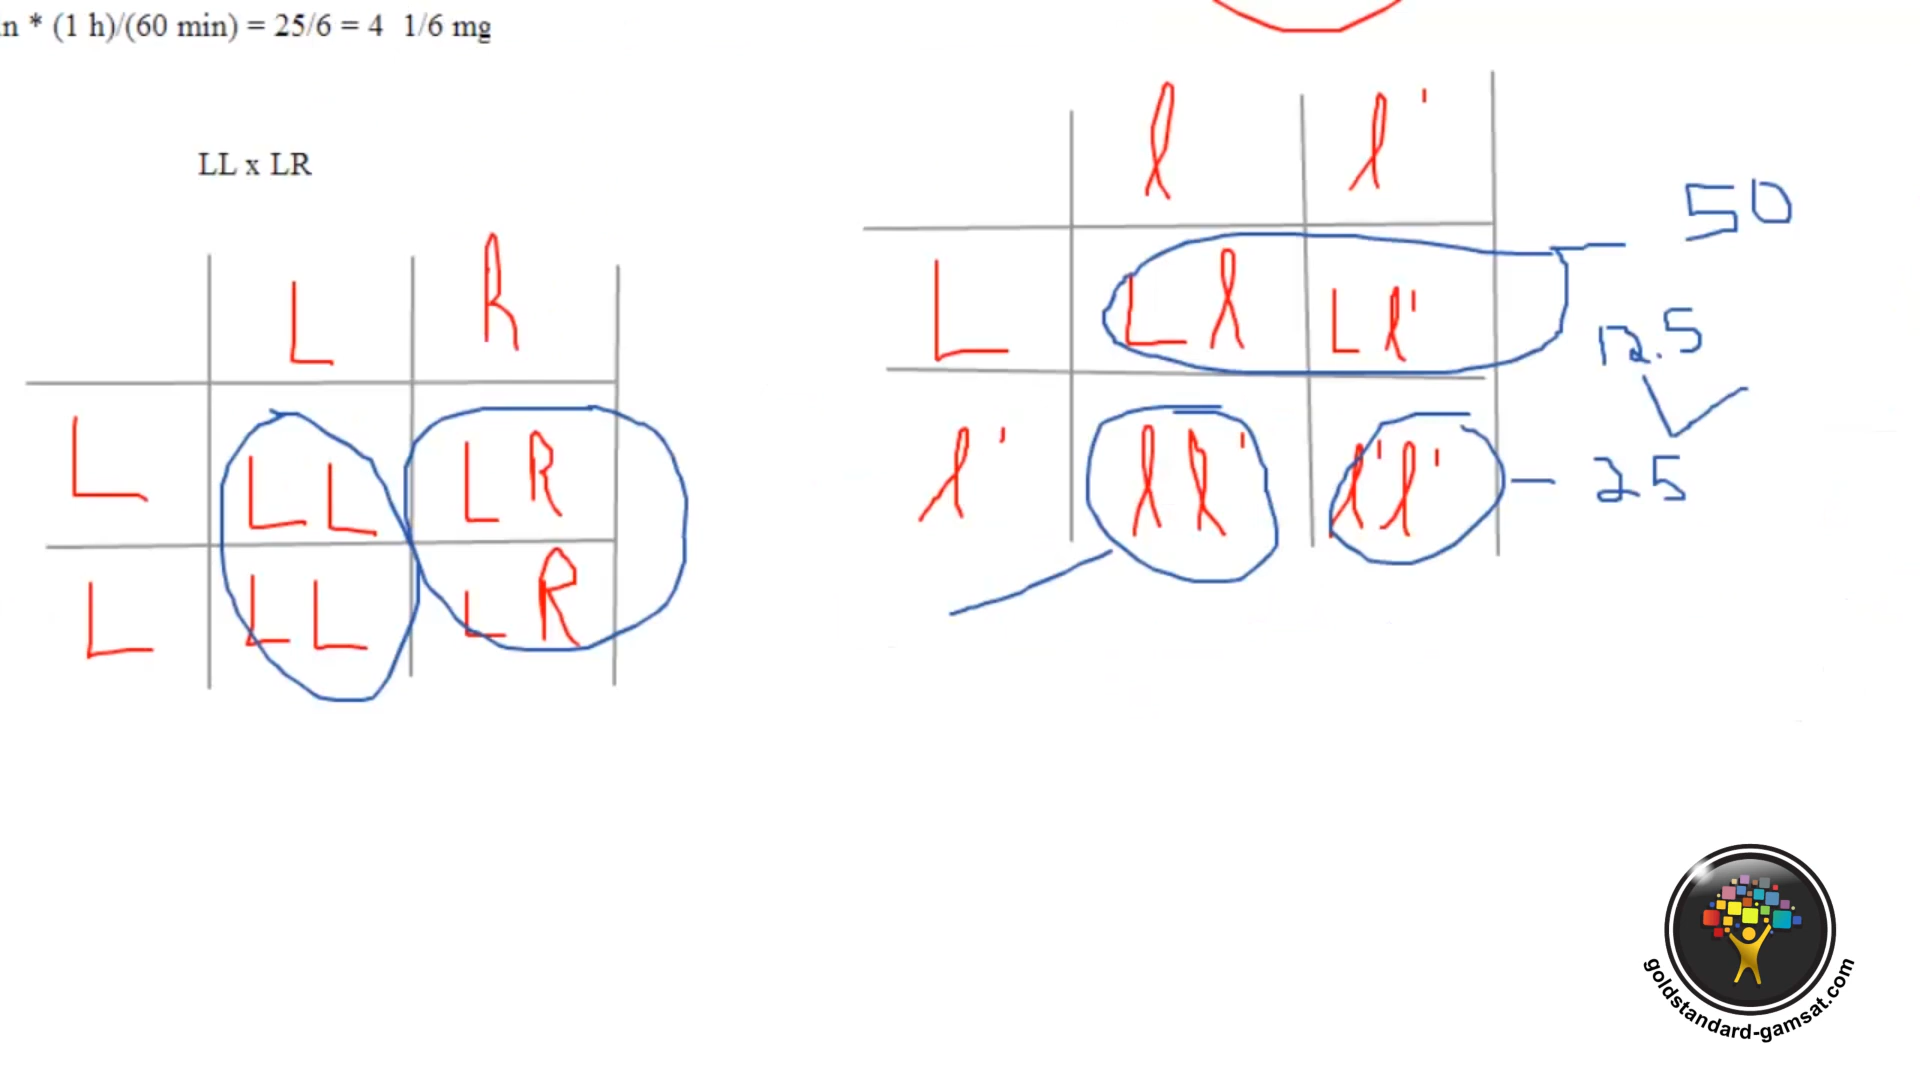 n * (1 h)/(60 min) = 25/6 = 4 1/6 mg
LL x LR
L R
L LL LR
L LL LR
l l'
L Ll Ll'
l' ll' l'l'
50
12.5
25
goldstandard-gamsat.com